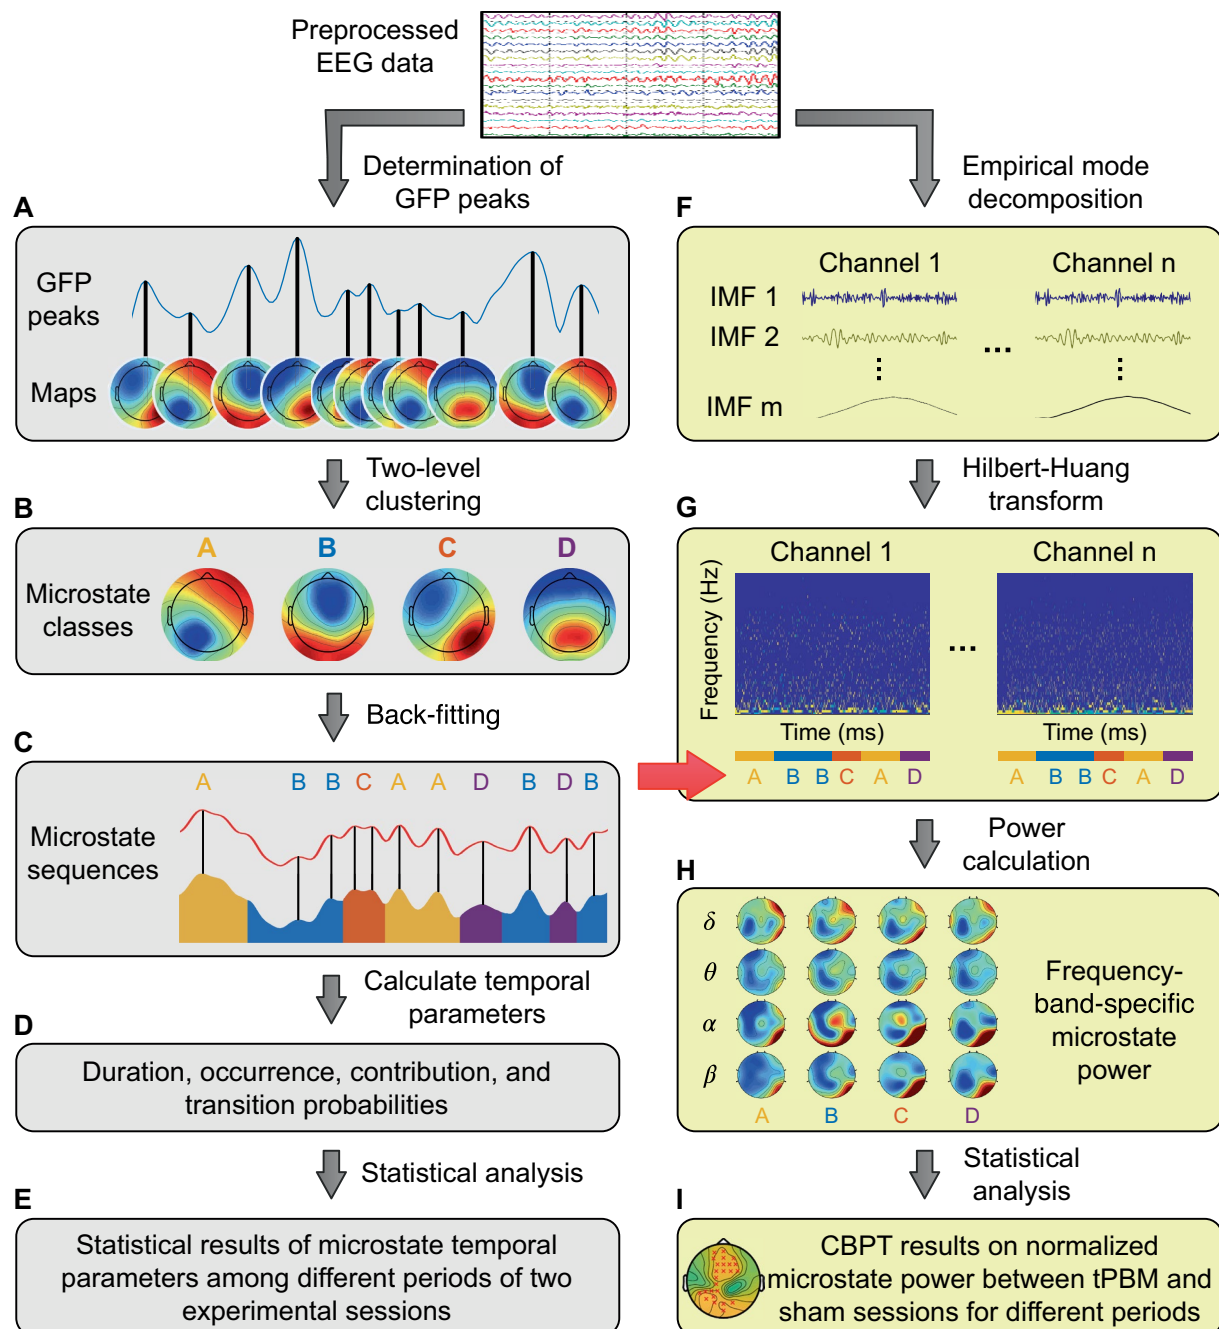 Preprocessed
EEG data
Determination of
GFP peaks
Empirical mode
decomposition
A
GFP
peaks
Maps
Two-level
clustering
B
A B C D
Microstate
classes
Back-fitting
C
A B B C A A D B D B
Microstate
sequences
Calculate temporal
parameters
D
Duration, occurrence, contribution, and
transition probabilities
Statistical analysis
E
Statistical results of microstate temporal
parameters among different periods of two
experimental sessions
F
Channel 1 Channel n
IMF 1
IMF 2
...
IMF m
Hilbert-Huang
transform
G
Channel 1 Channel n
Frequency (Hz)
...
Time (ms) Time (ms)
A B B C A D A B B C A D
Power
calculation
H
δ
θ
α
β
A B C D
Frequency-
band-specific
microstate
power
Statistical
analysis
I
CBPT results on normalized
microstate power between tPBM and
sham sessions for different periods